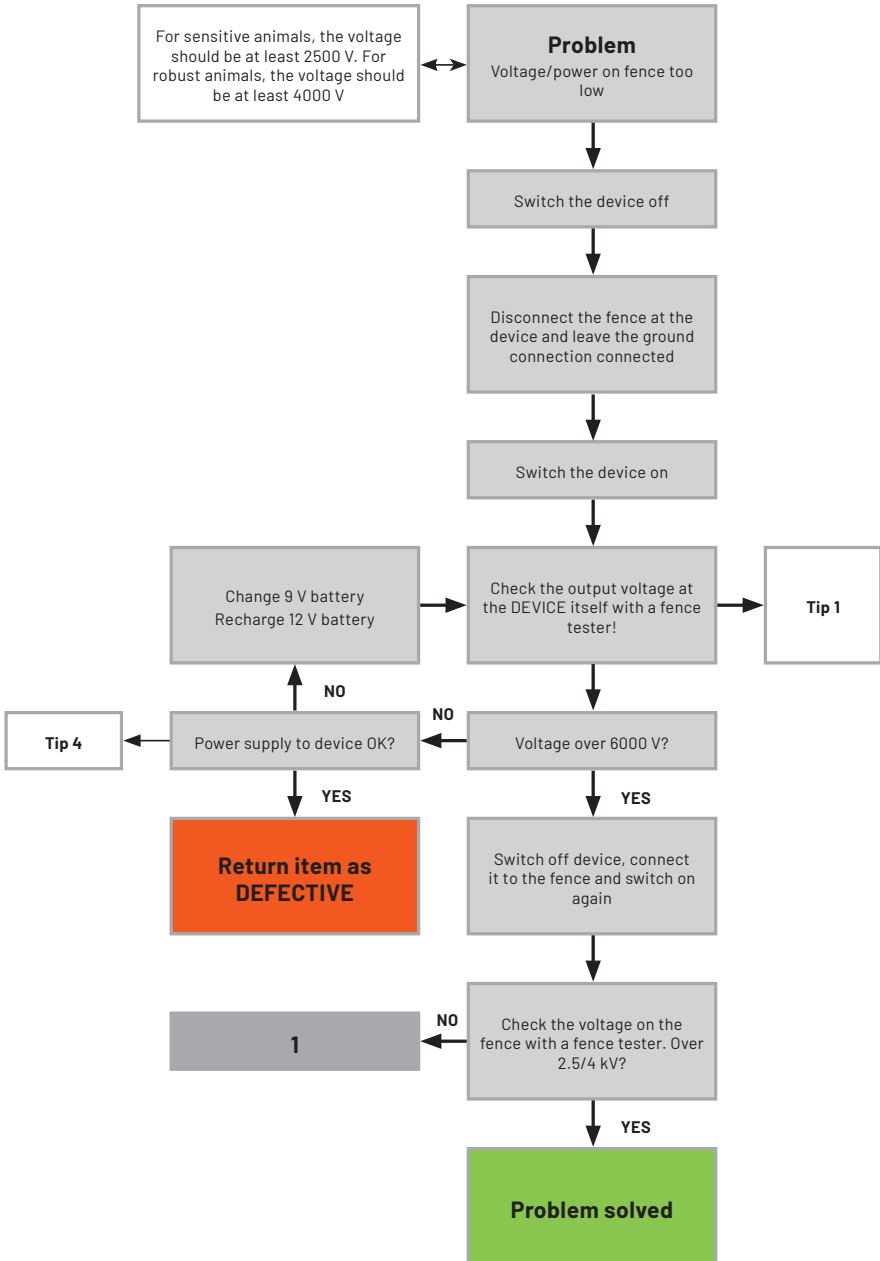 For sensitive animals, the voltage
should be at least 2500 V. For
robust animals, the voltage should
be at least 4000 V
Problem
Voltage/power on fence too
low
Switch the device off
Disconnect the fence at the
device and leave the ground
connection connected
Switch the device on
Change 9 V battery
Recharge 12 V battery
Check the output voltage at
the DEVICE itself with a fence
tester!
Tip 1
NO
Tip 4
Power supply to device OK?
NO
Voltage over 6000 V?
YES
YES
Return item as
DEFECTIVE
Switch off device, connect
it to the fence and switch on
again
1
NO
Check the voltage on the
fence with a fence tester. Over
2.5/4 kV?
YES
Problem solved